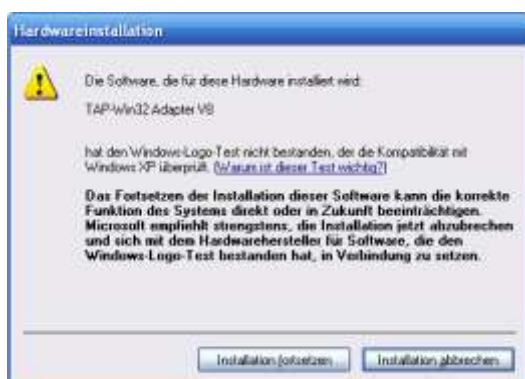 Hardwareinstallation
Die Software, die für diese Hardware installiert wird:
TAP-Win32 Adapter V8
hat den Windows-Logo-Test nicht bestanden, der die Kompatibilität mit
Windows XP überprüft. (Warum ist dieser Test wichtig?)
Das Fortsetzen der Installation dieser Software kann die korrekte
Funktion des Systems direkt oder in Zukunft beeinträchtigen.
Microsoft empfiehlt strengstens, die Installation jetzt abzubrechen
und sich mit dem Hardwarehersteller für Software, die den
Windows-Logo-Test bestanden hat, in Verbindung zu setzen.
Installation fortsetzen Installation abbrechen